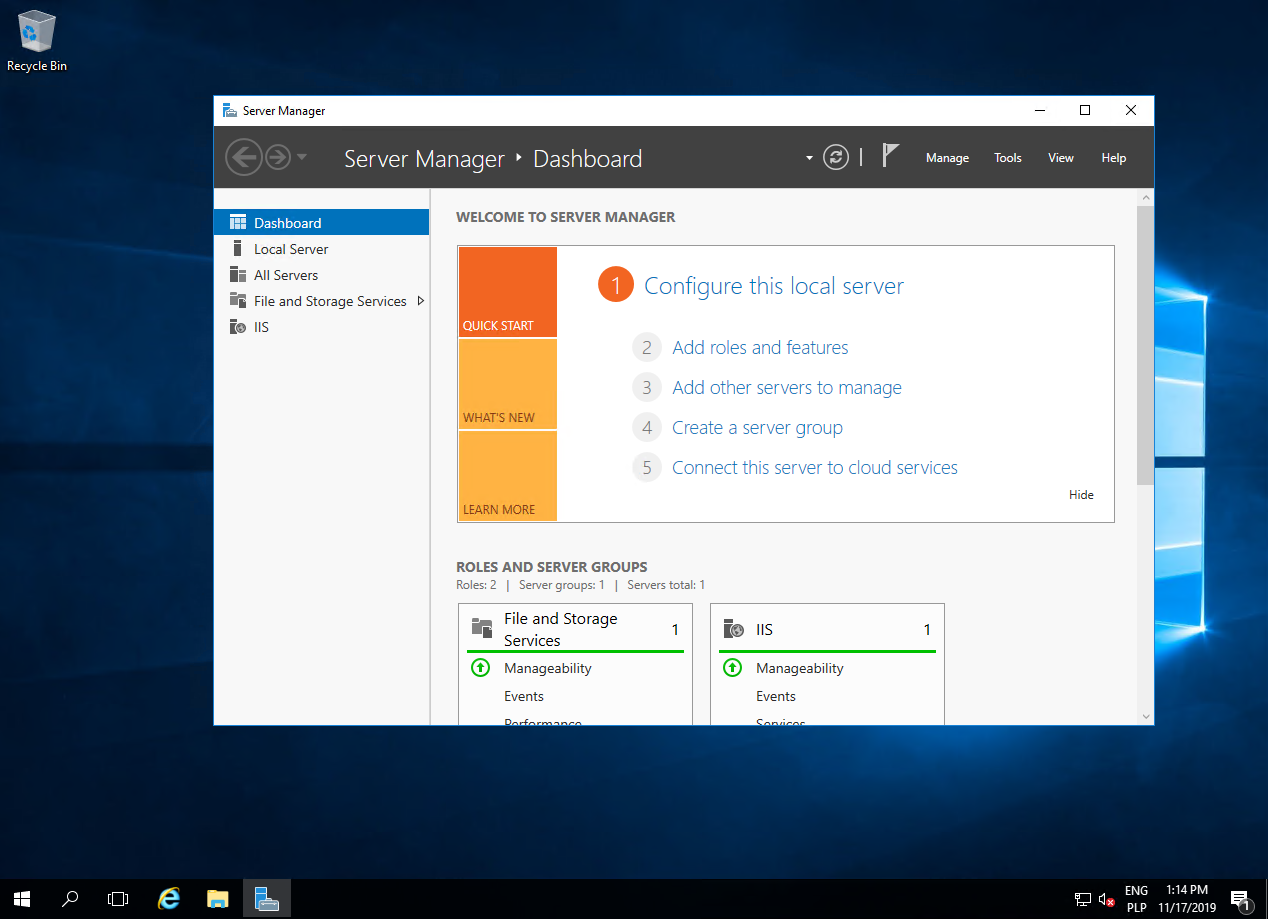 Recycle Bin
Server Manager
Server Manager Dashboard
Manage Tools View Help
Dashboard
Local Server
All Servers
File and Storage Services
IIS
WELCOME TO SERVER MANAGER
QUICK START
WHAT'S NEW
LEARN MORE
1 Configure this local server
2 Add roles and features
3 Add other servers to manage
4 Create a server group
5 Connect this server to cloud services
Hide
ROLES AND SERVER GROUPS
Roles: 2 | Server groups: 1 | Servers total: 1
File and Storage
Services 1
Manageability
Events
Performance
IIS 1
Manageability
Events
Services
ENG
PLP
1:14 PM
11/17/2019
1